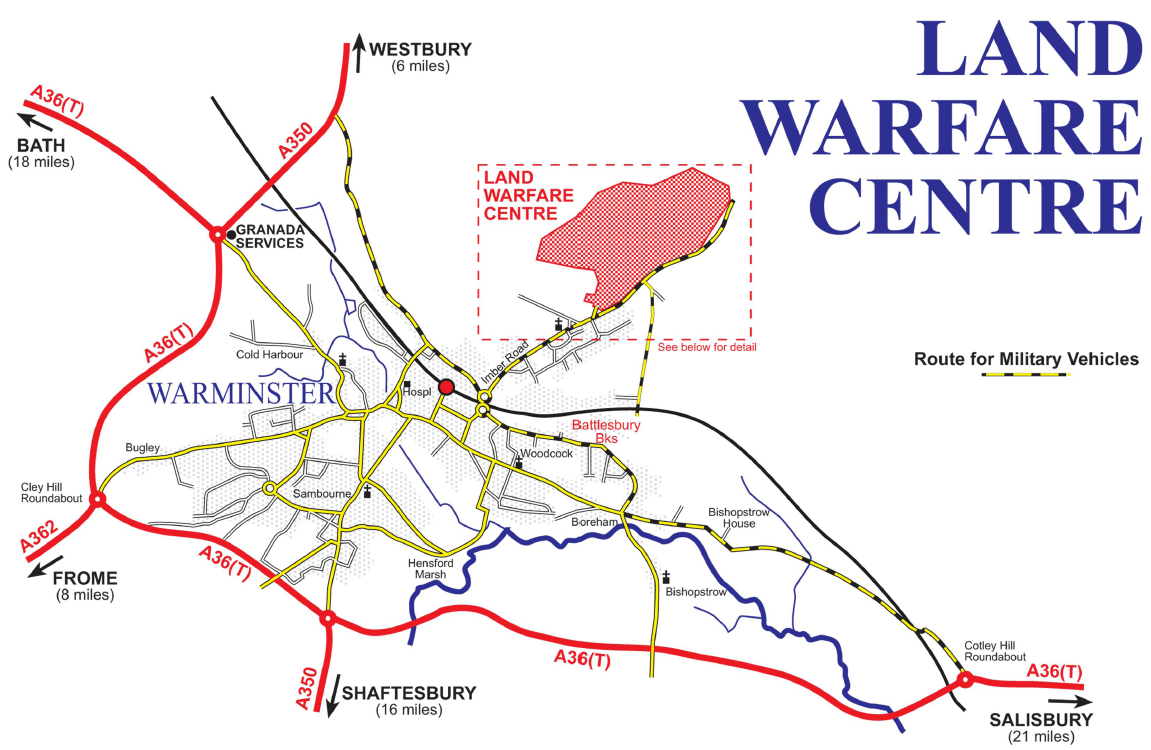 LAND
WARFARE
CENTRE
WESTBURY
(6 miles)
A36(T)
BATH
(18 miles)
A350
GRANADA
SERVICES
LAND
WARFARE
CENTRE
See below for detail
Route for Military Vehicles
A36(T)
Cold Harbour
WARMINSTER
Hospl
Imber Road
Battlesbury
Bks
Bugley
Woodcock
Cley Hill
Roundabout
Sambourne
Boreham
Bishopstrow
House
A362
FROME
(8 miles)
A36(T)
Hensford
Marsh
Bishopstrow
A36(T)
Cotley Hill
Roundabout
A36(T)
A350
SHAFTESBURY
(16 miles)
SALISBURY
(21 miles)